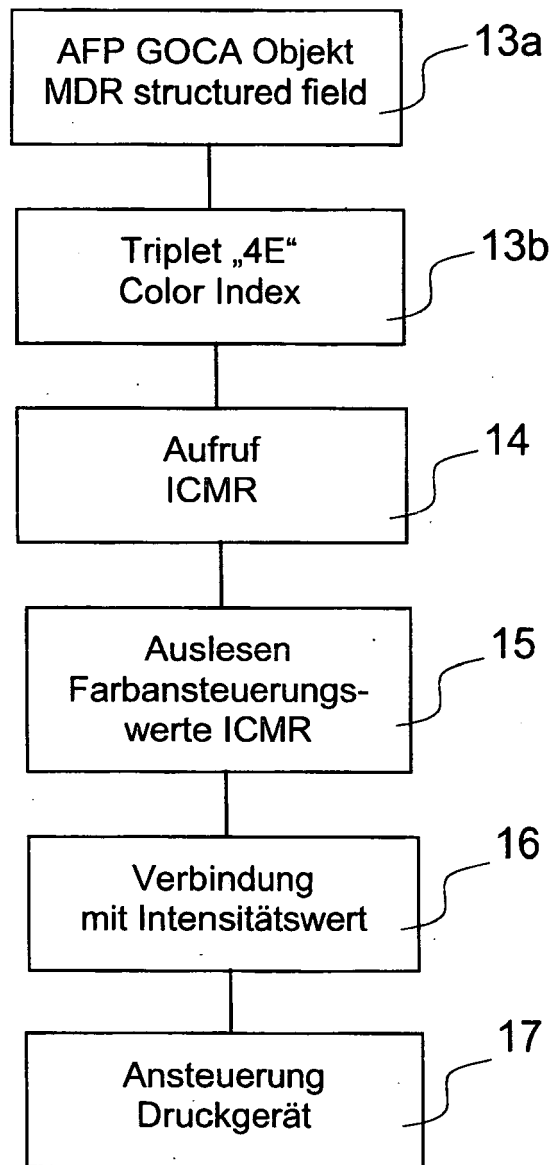 AFP GOCA Objekt
MDR structured field
13a
Triplet „4E“
Color Index
13b
Aufruf
ICMR
14
Auslesen
Farbansteuerungs-
werte ICMR
15
Verbindung
mit Intensitätswert
16
Ansteuerung
Druckgerät
17